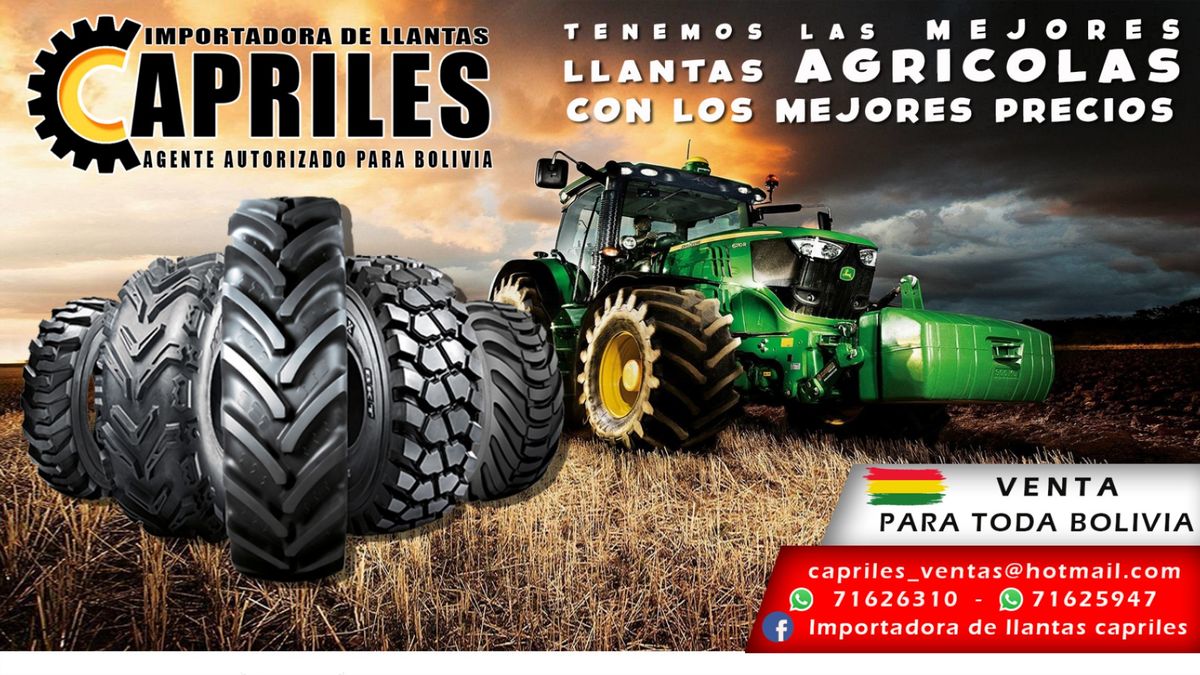 IMPORTADORA DE LLANTAS
CAPRILES
AGENTE AUTORIZADO PARA BOLIVIA
TENEMOS LAS MEJORES
LLANTAS AGRICOLAS
CON LOS MEJORES PRECIOS
VENTA
PARA TODA BOLIVIA
capriles_ventas@hotmail.com
71626310 - 71625947
Importadora de llantas capriles